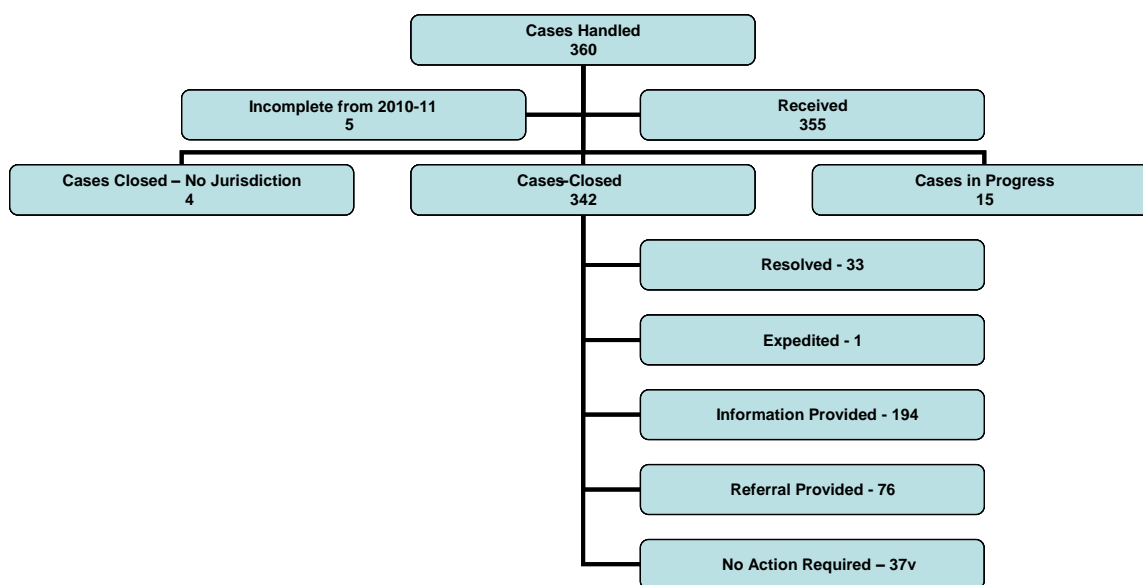 Cases Handled
360
Incomplete from 2010-11
5
Received
355
Cases Closed – No Jurisdiction
4
Cases-Closed
342
Cases in Progress
15
Resolved - 33
Expedited - 1
Information Provided - 194
Referral Provided - 76
No Action Required – 37v